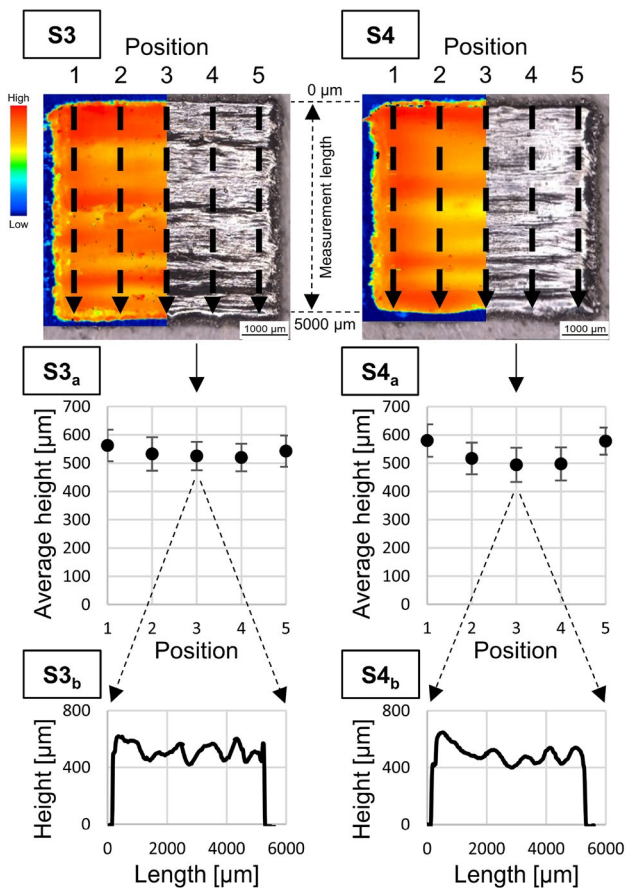 S3
Position
1 2 3 4 5
S4
Position
1 2 3 4 5
High
Low
0 µm
Measurement length
5000 µm
1000 µm
1000 µm
S3a
Average height [µm]
700
600
500
400
300
200
100
0
1 2 3 4 5
Position
S4a
Average height [µm]
700
600
500
400
300
200
100
0
1 2 3 4 5
Position
S3b
Height [µm]
800
400
0
0 2000 4000 6000
Length [µm]
S4b
Height [µm]
800
400
0
0 2000 4000 6000
Length [µm]